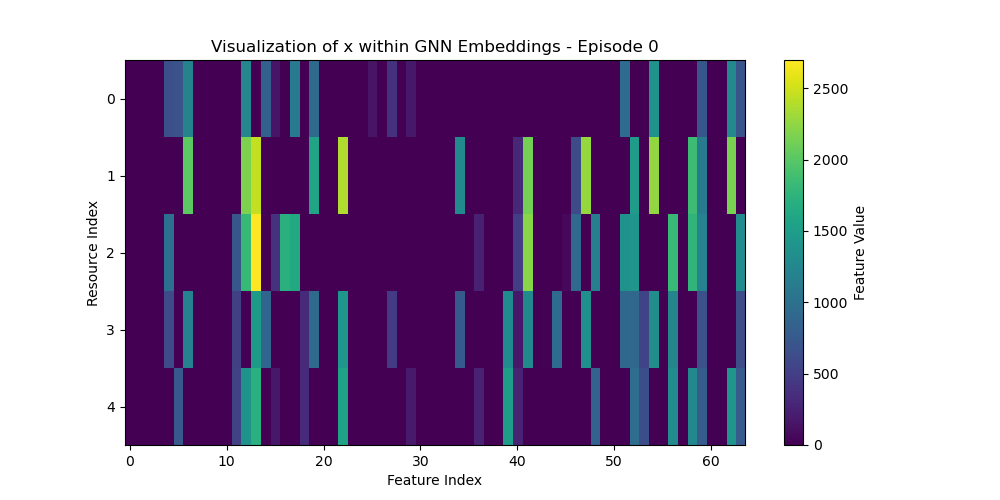 Visualization of x within GNN Embeddings - Episode 0
Resource Index
0
1
2
3
4
0 10 20 30 40 50 60
Feature Index
2500
2000
1500
1000
500
0
Feature Value